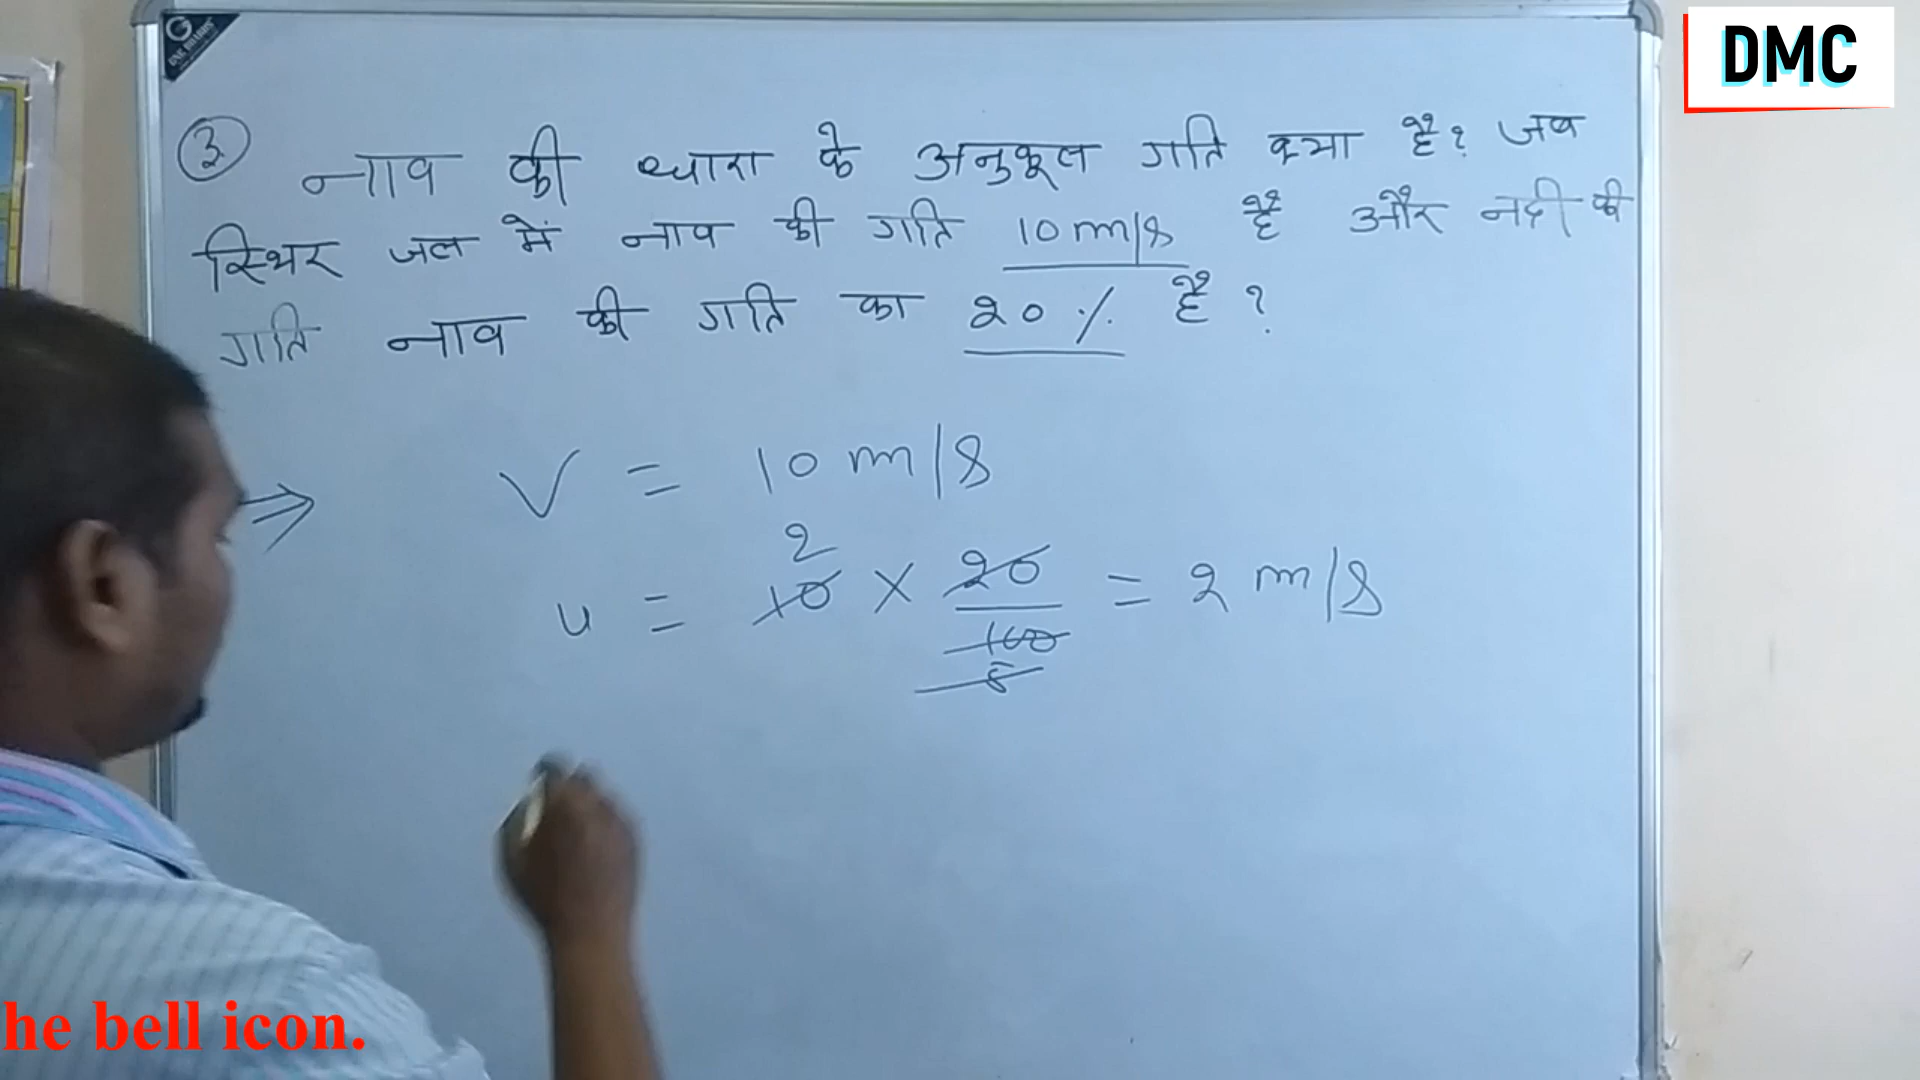 DMC
③ नाव की धारा के अनुकूल गति क्या है? जब
स्थिर जल में नाव की गति 10 m/s है और नदी की
गति नाव की गति का 20% है?
⇒ V = 10 m/s
2
u = 10 × 20/100 = 2 m/s
5
he bell icon.